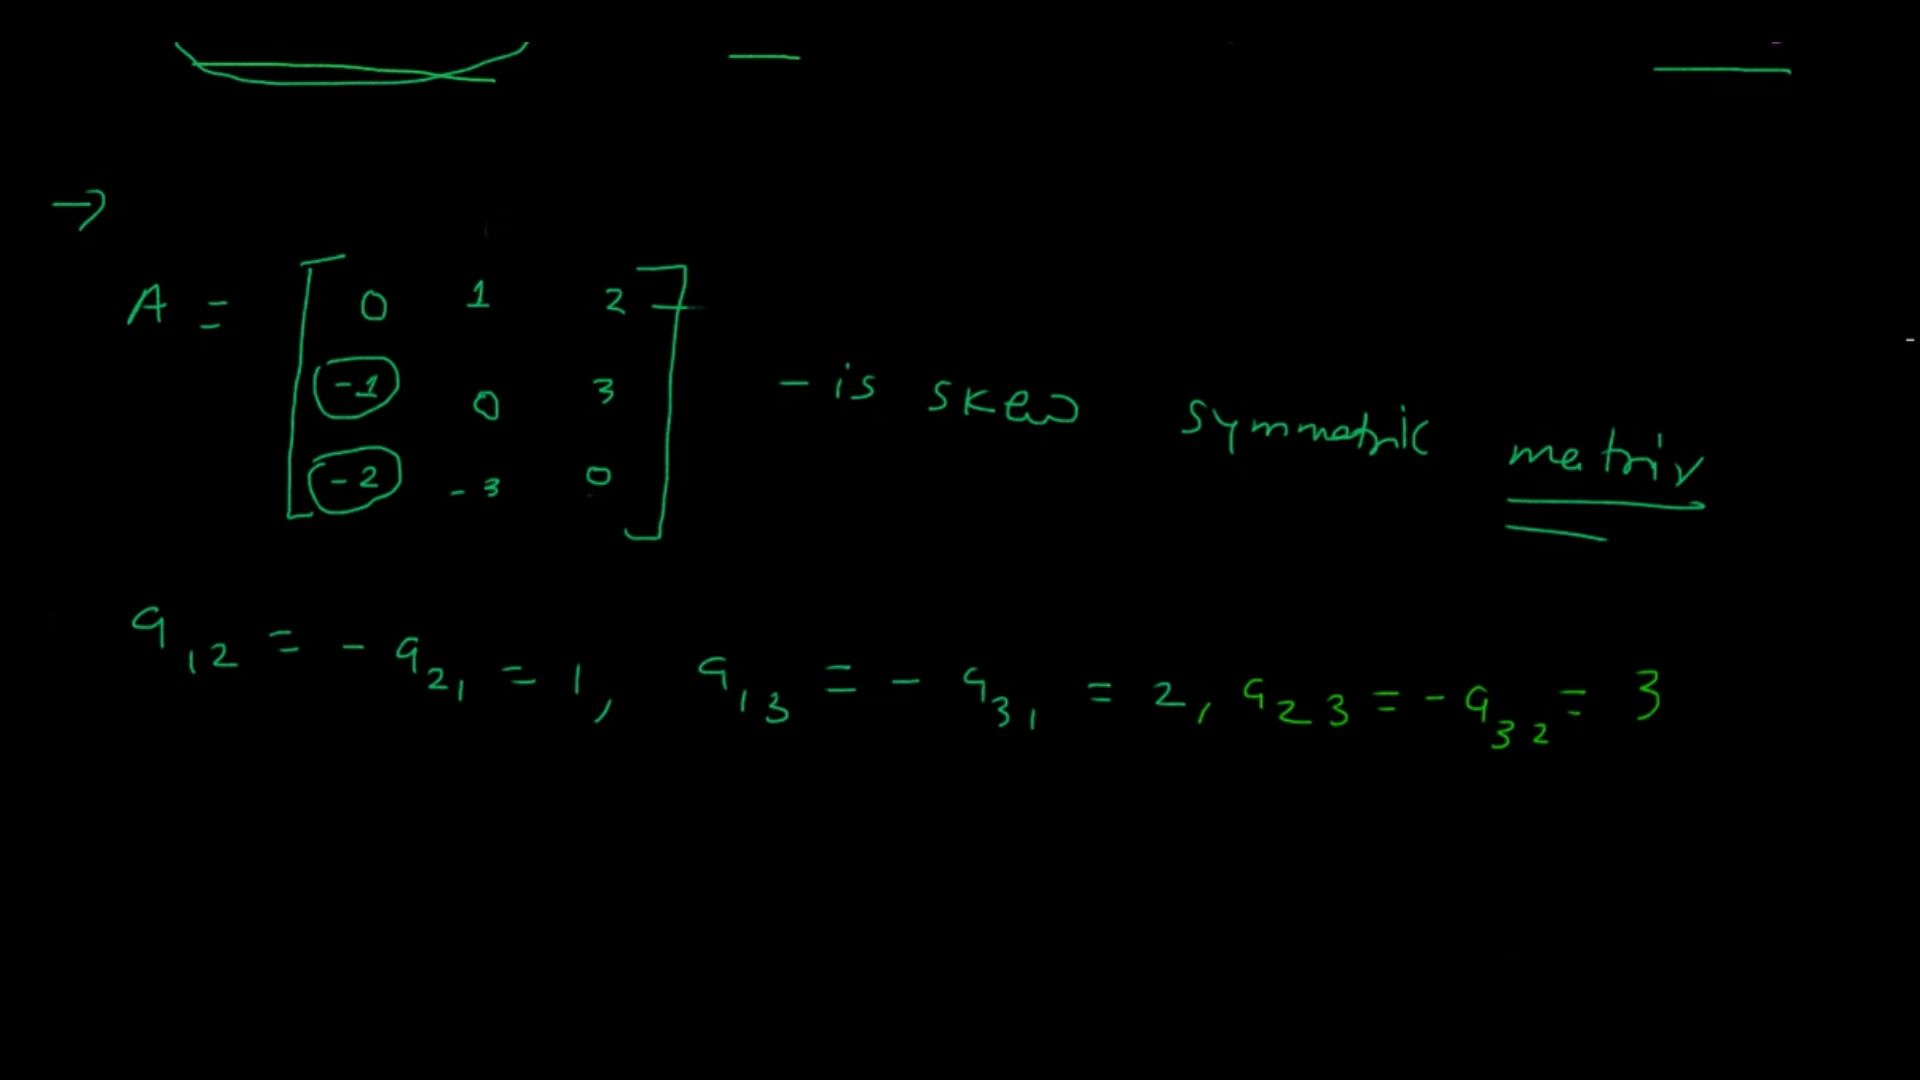 →
A = [ 0 1 2
-1 0 3
-2 -3 0 ] - is skew symmetric metrix
a12 = - a21 = 1, a13 = - a31 = 2, a23 = - a32 = 3